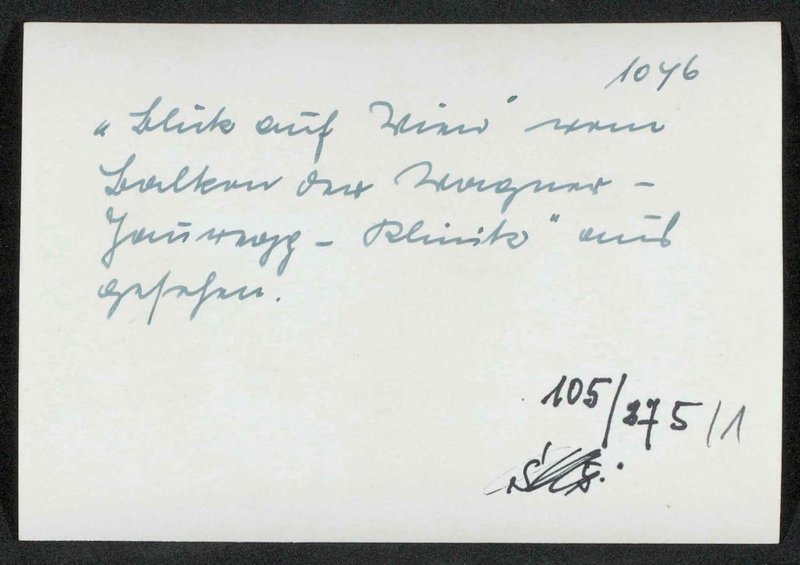 1046
„Blick auf Wien" vom
Balkon der Wagner-
Jauregg-Klinik" aus
gesehen.
105/275/1